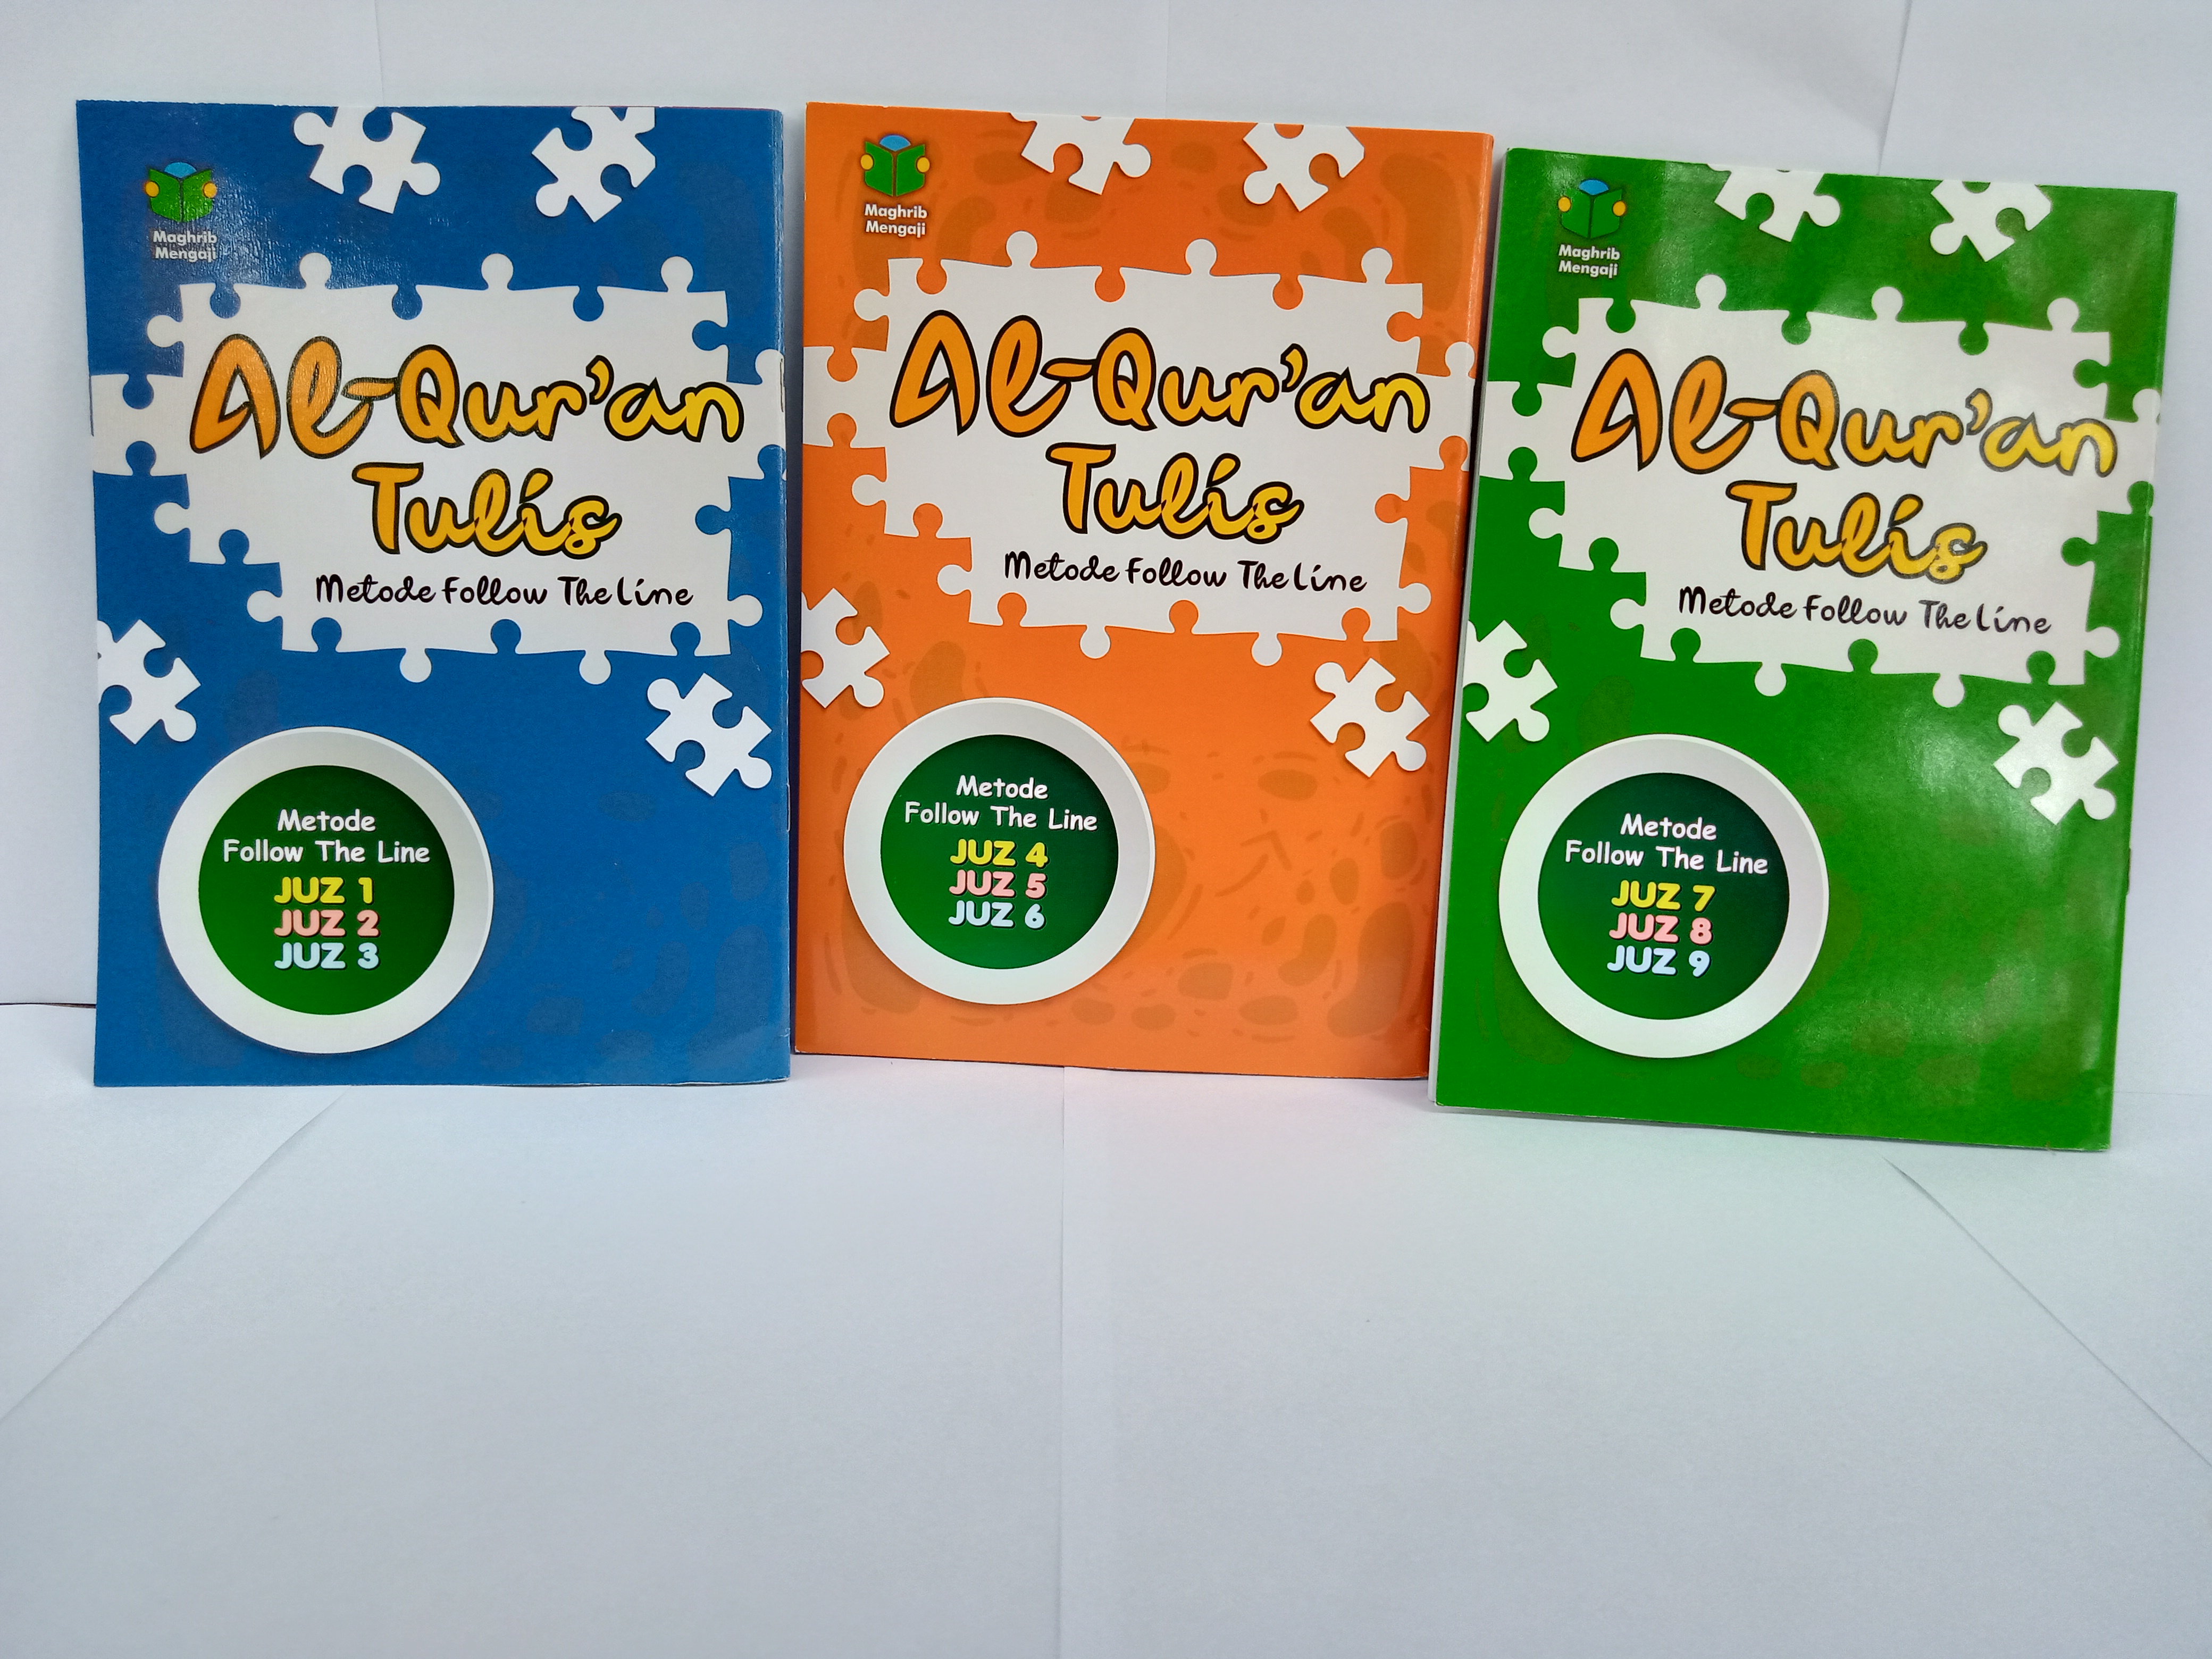 Maghrib
Mengaji
Al-Qur'an
Tulis
Metode Follow The Line
Metode
Follow The Line
JUZ 1
JUZ 2
JUZ 3
Maghrib
Mengaji
Al-Qur'an
Tulis
Metode Follow The Line
Metode
Follow The Line
JUZ 4
JUZ 5
JUZ 6
Maghrib
Mengaji
Al-Qur'an
Tulis
Metode Follow The Line
Metode
Follow The Line
JUZ 7
JUZ 8
JUZ 9